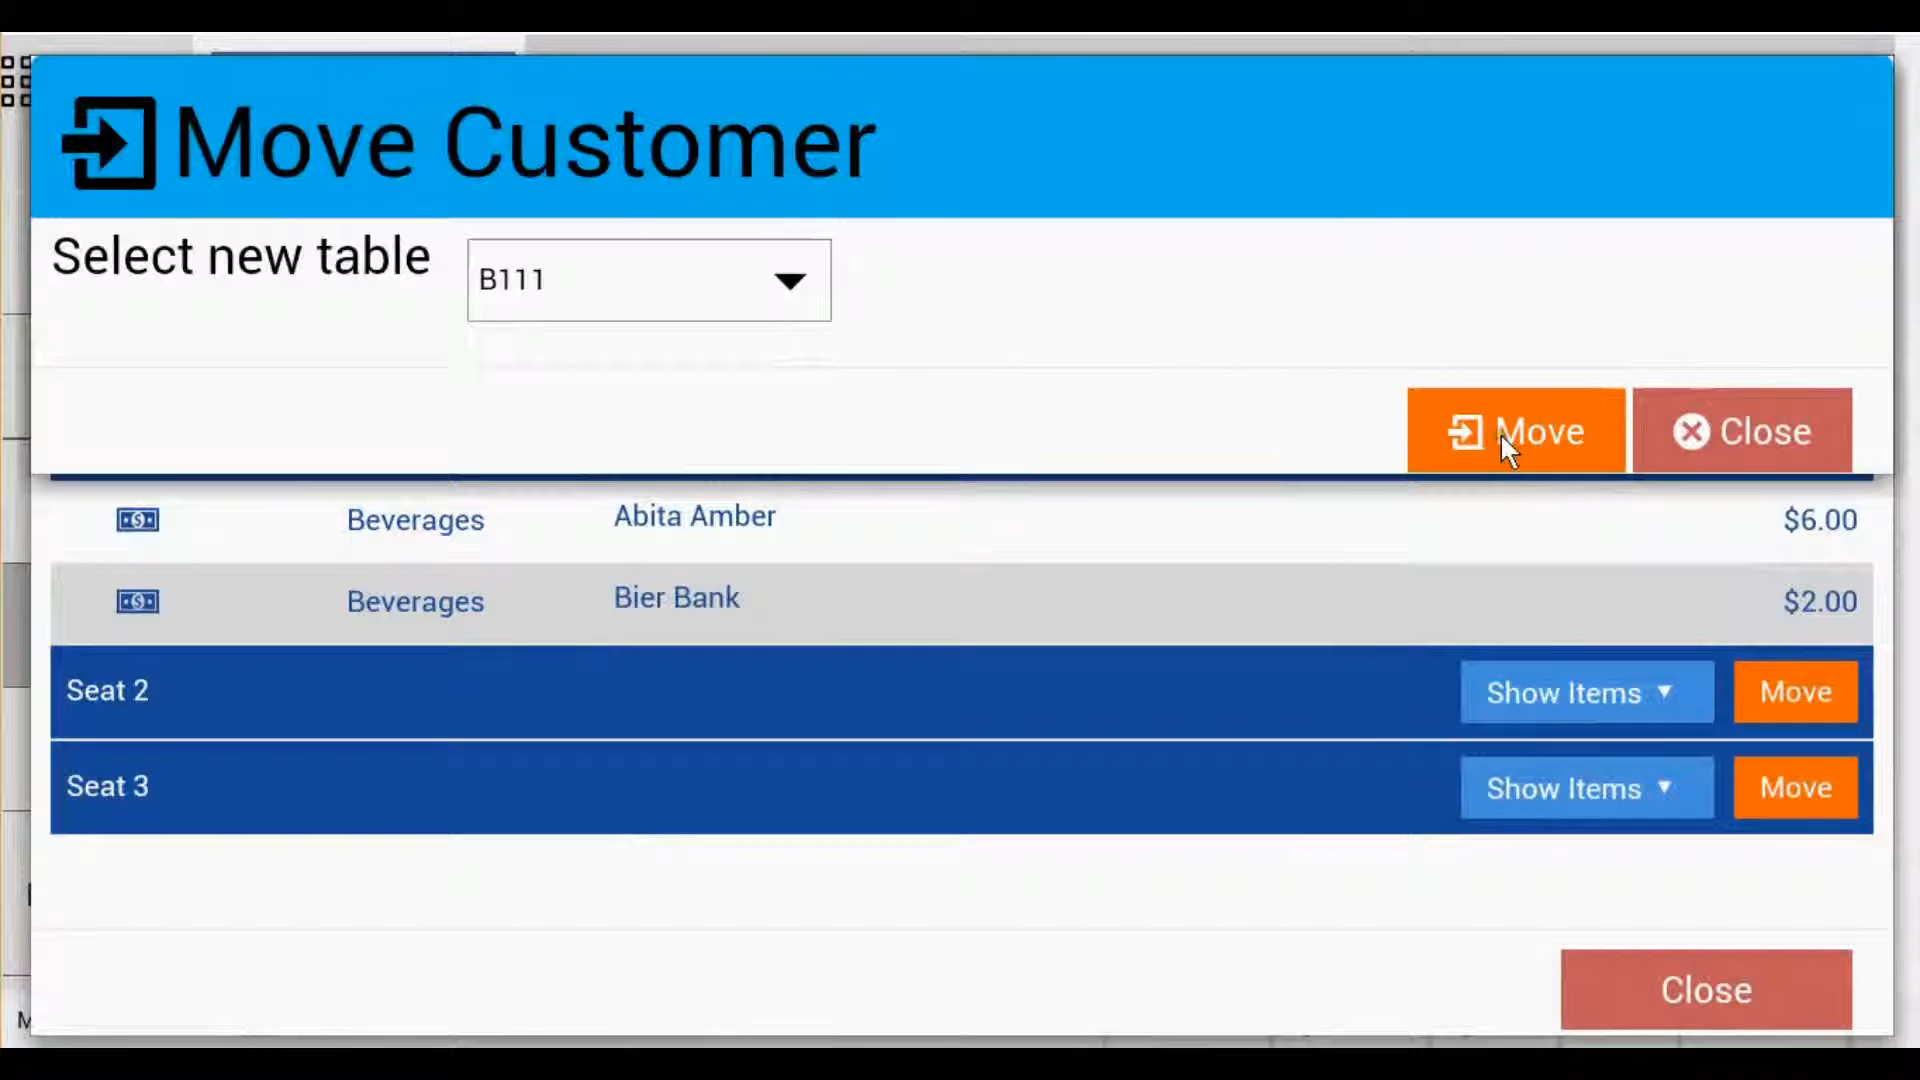 Move Customer
Select new table
B111
Move
Close
Beverages Abita Amber $6.00
Beverages Bier Bank $2.00
Seat 2 Show Items Move
Seat 3 Show Items Move
Close
M